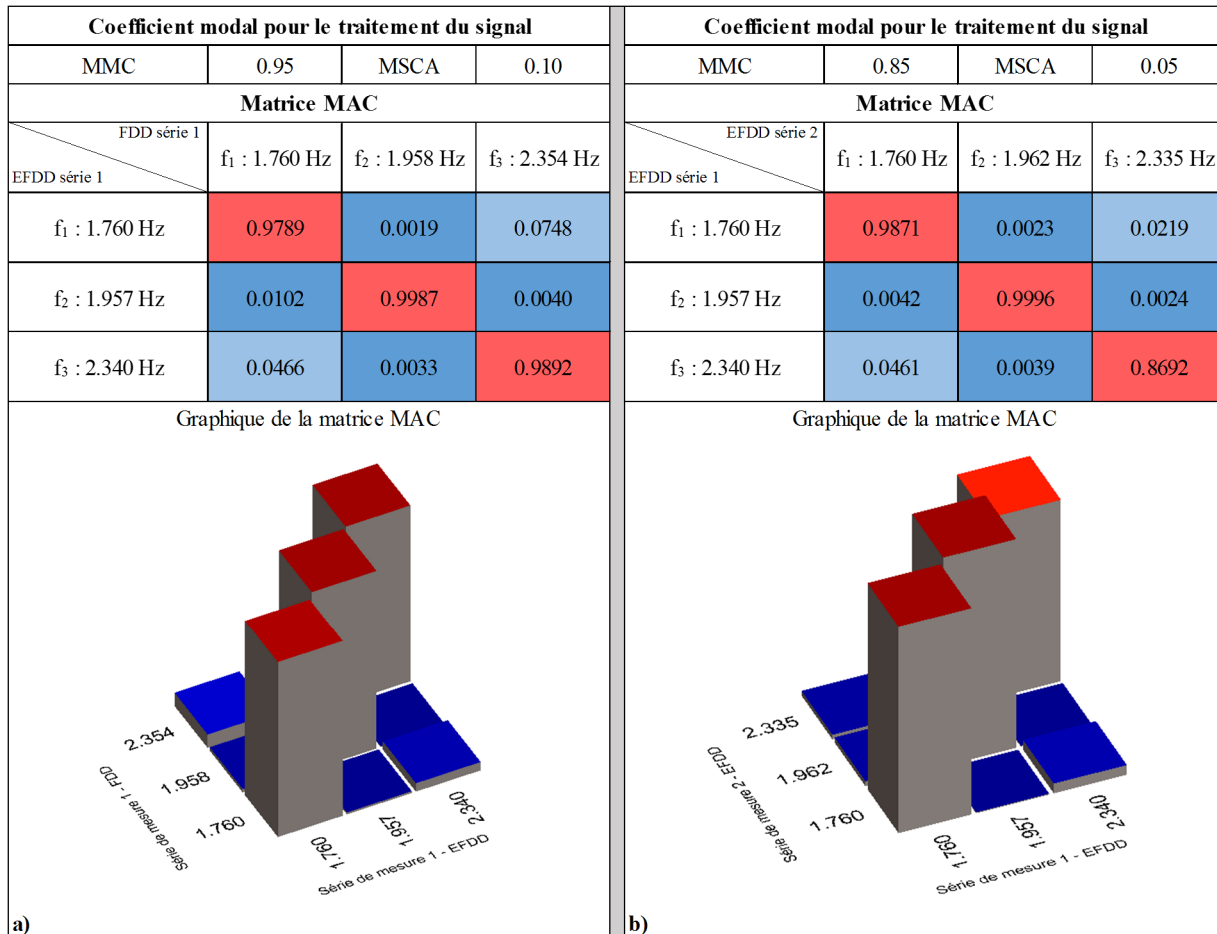 Coefficient modal pour le traitement du signal
MMC 0.95 MSCA 0.10
Matrice MAC
FDD série 1
EFDD série 1
f₁ : 1.760 Hz f₂ : 1.958 Hz f₃ : 2.354 Hz
f₁ : 1.760 Hz 0.9789 0.0019 0.0748
f₂ : 1.957 Hz 0.0102 0.9987 0.0040
f₃ : 2.340 Hz 0.0466 0.0033 0.9892
Graphique de la matrice MAC
2.354
1.958
1.760
Série de mesure 1 - FDD
1.760
1.957
2.340
Série de mesure 1 - EFDD
a)
Coefficient modal pour le traitement du signal
MMC 0.85 MSCA 0.05
Matrice MAC
EFDD série 2
EFDD série 1
f₁ : 1.760 Hz f₂ : 1.962 Hz f₃ : 2.335 Hz
f₁ : 1.760 Hz 0.9871 0.0023 0.0219
f₂ : 1.957 Hz 0.0042 0.9996 0.0024
f₃ : 2.340 Hz 0.0461 0.0039 0.8692
Graphique de la matrice MAC
2.335
1.962
1.760
Série de mesure 2 - EFDD
1.760
1.957
2.340
Série de mesure 1 - EFDD
b)